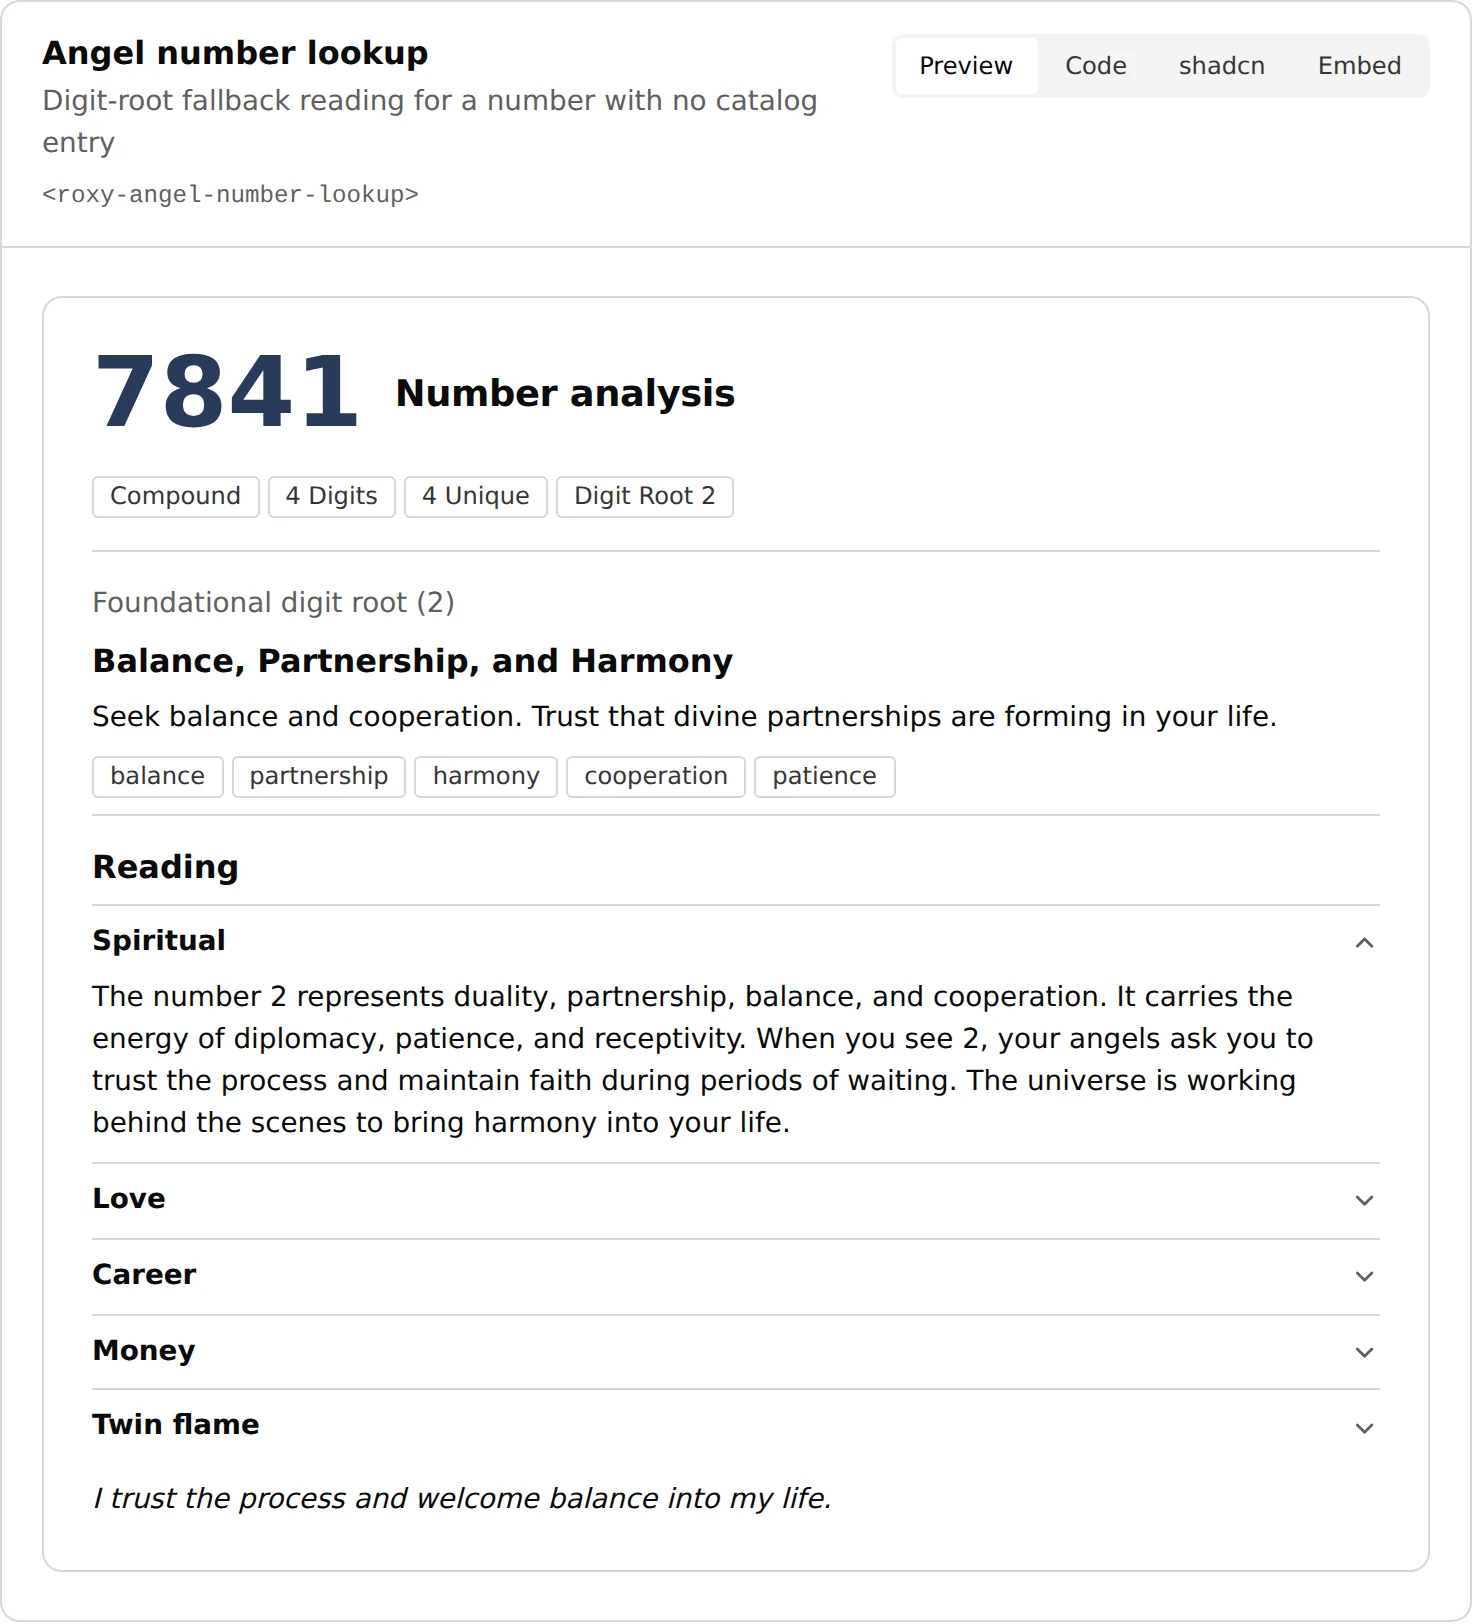 Angel number lookup
Preview
Code
shadcn
Embed
Digit-root fallback reading for a number with no catalog
entry
<roxy-angel-number-lookup>
7841
Number analysis
Compound
4 Digits
4 Unique
Digit Root 2
Foundational digit root (2)
Balance, Partnership, and Harmony
Seek balance and cooperation. Trust that divine partnerships are forming in your life.
balance
partnership
harmony
cooperation
patience
Reading
Spiritual
The number 2 represents duality, partnership, balance, and cooperation. It carries the
energy of diplomacy, patience, and receptivity. When you see 2, your angels ask you to
trust the process and maintain faith during periods of waiting. The universe is working
behind the scenes to bring harmony into your life.
Love
Career
Money
Twin flame
I trust the process and welcome balance into my life.